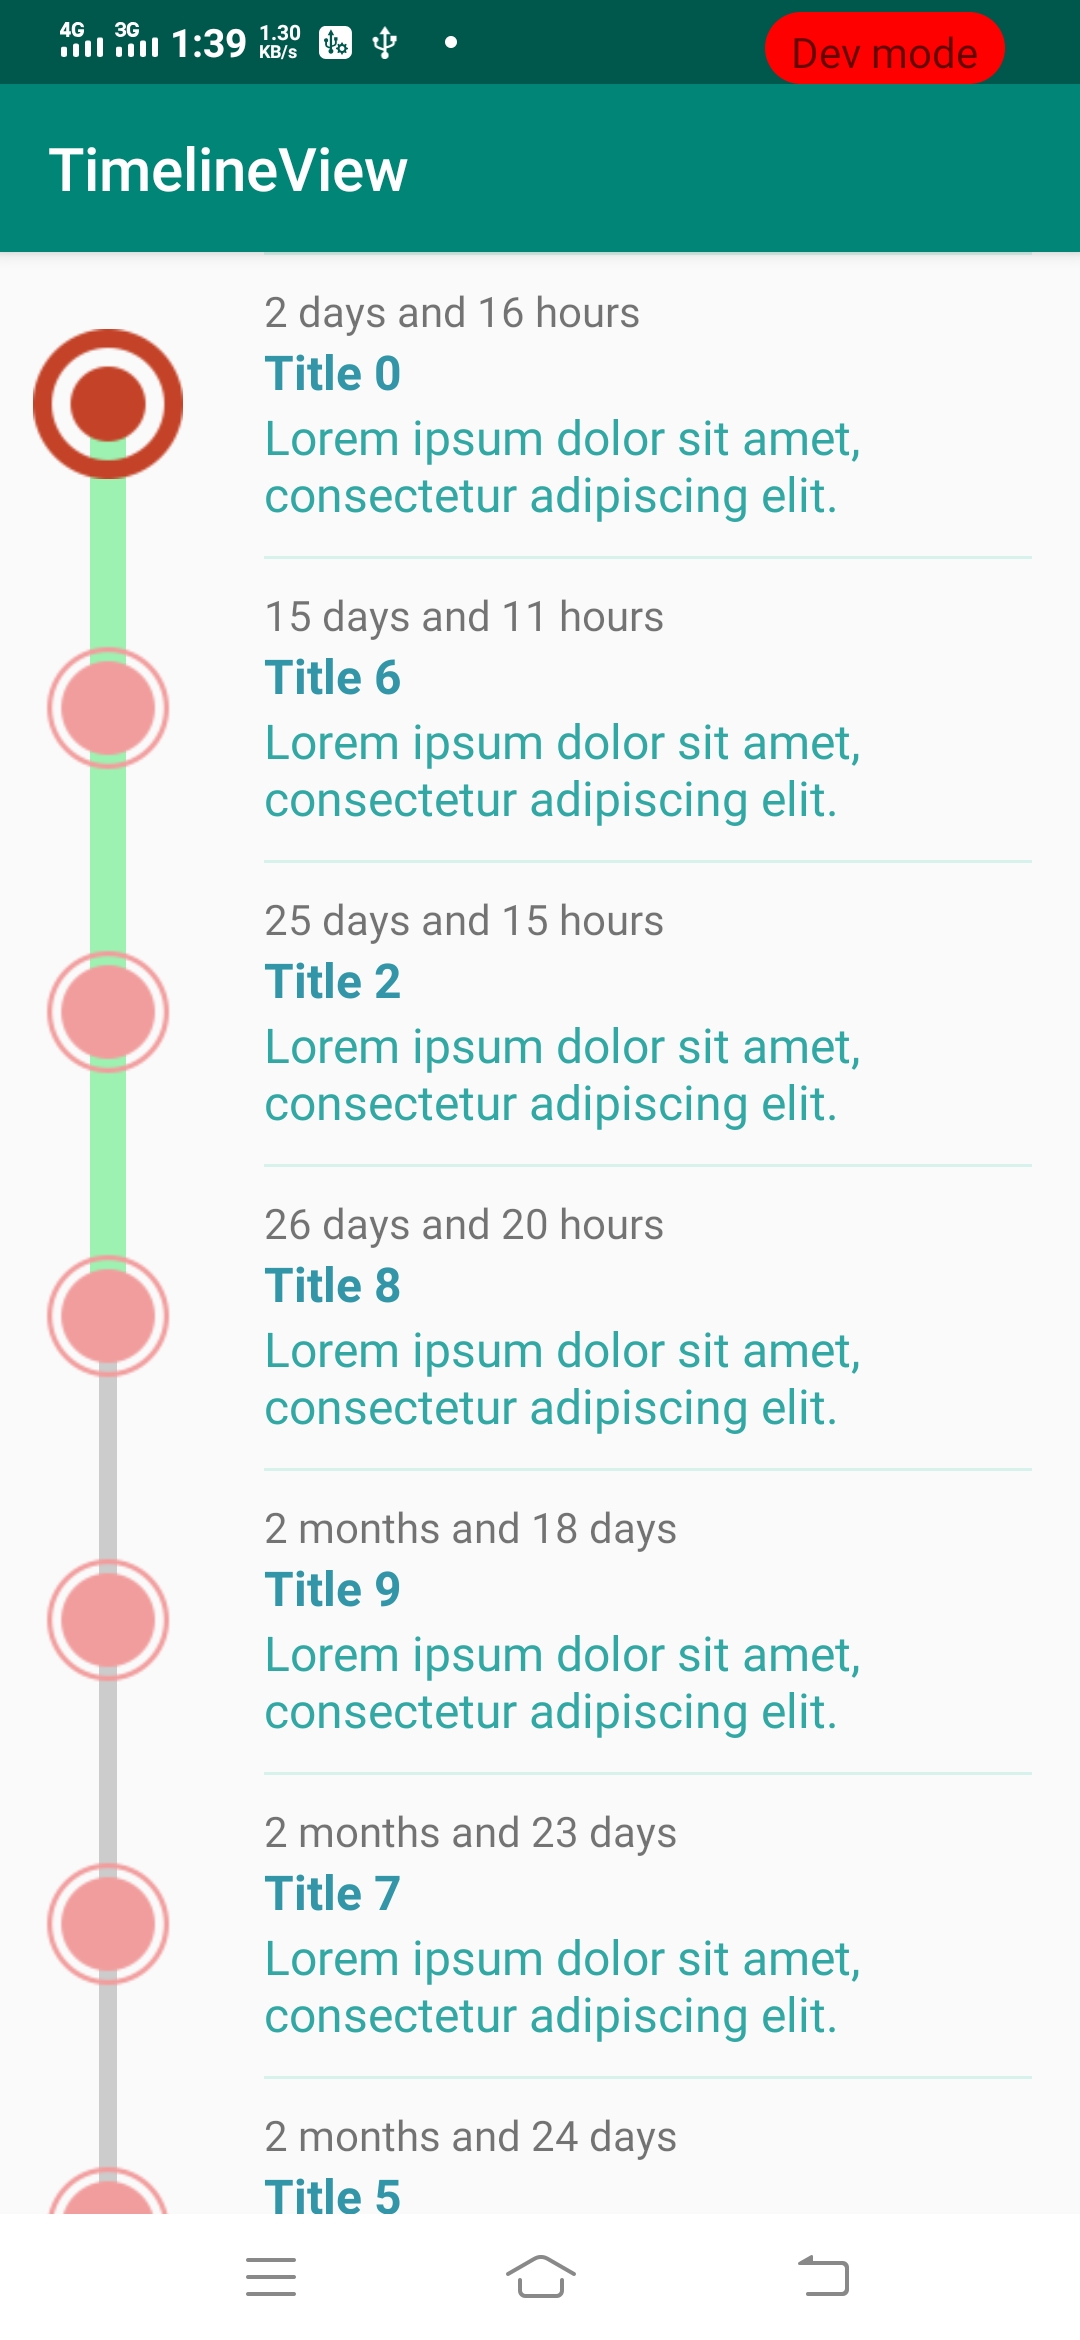 4G 3G 1:39 1.30 KB/s Dev mode
TimelineView
2 days and 16 hours
Title 0
Lorem ipsum dolor sit amet,
consectetur adipiscing elit.
15 days and 11 hours
Title 6
Lorem ipsum dolor sit amet,
consectetur adipiscing elit.
25 days and 15 hours
Title 2
Lorem ipsum dolor sit amet,
consectetur adipiscing elit.
26 days and 20 hours
Title 8
Lorem ipsum dolor sit amet,
consectetur adipiscing elit.
2 months and 18 days
Title 9
Lorem ipsum dolor sit amet,
consectetur adipiscing elit.
2 months and 23 days
Title 7
Lorem ipsum dolor sit amet,
consectetur adipiscing elit.
2 months and 24 days
Title 5